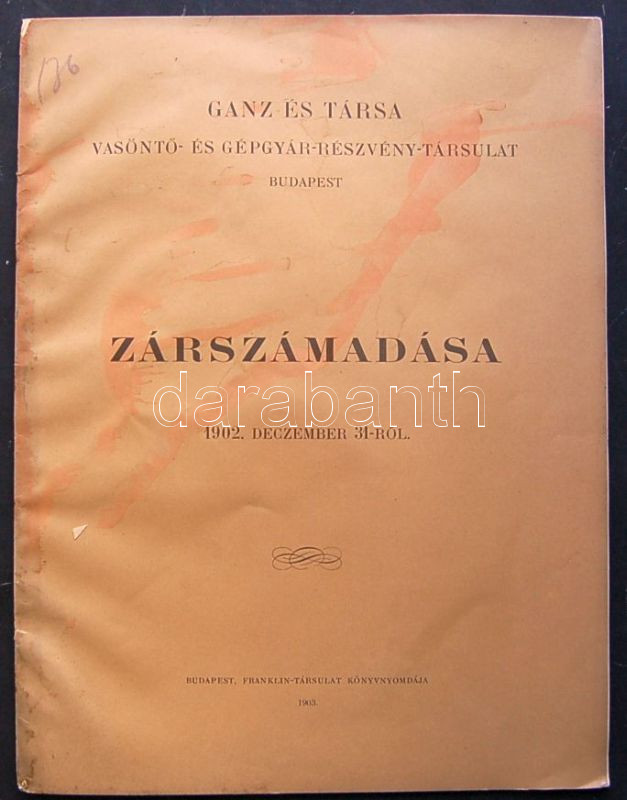 136
GANZ ÉS TÁRSA
VASÖNTŐ- ÉS GÉPGYÁR-RÉSZVÉNY-TÁRSULAT
BUDAPEST
ZÁRSZÁMADÁSA
darabanth
1902. DECZEMBER 31-RŐL.
BUDAPEST, FRANKLIN-TÁRSULAT KÖNYVNYOMDÁJA
1903.